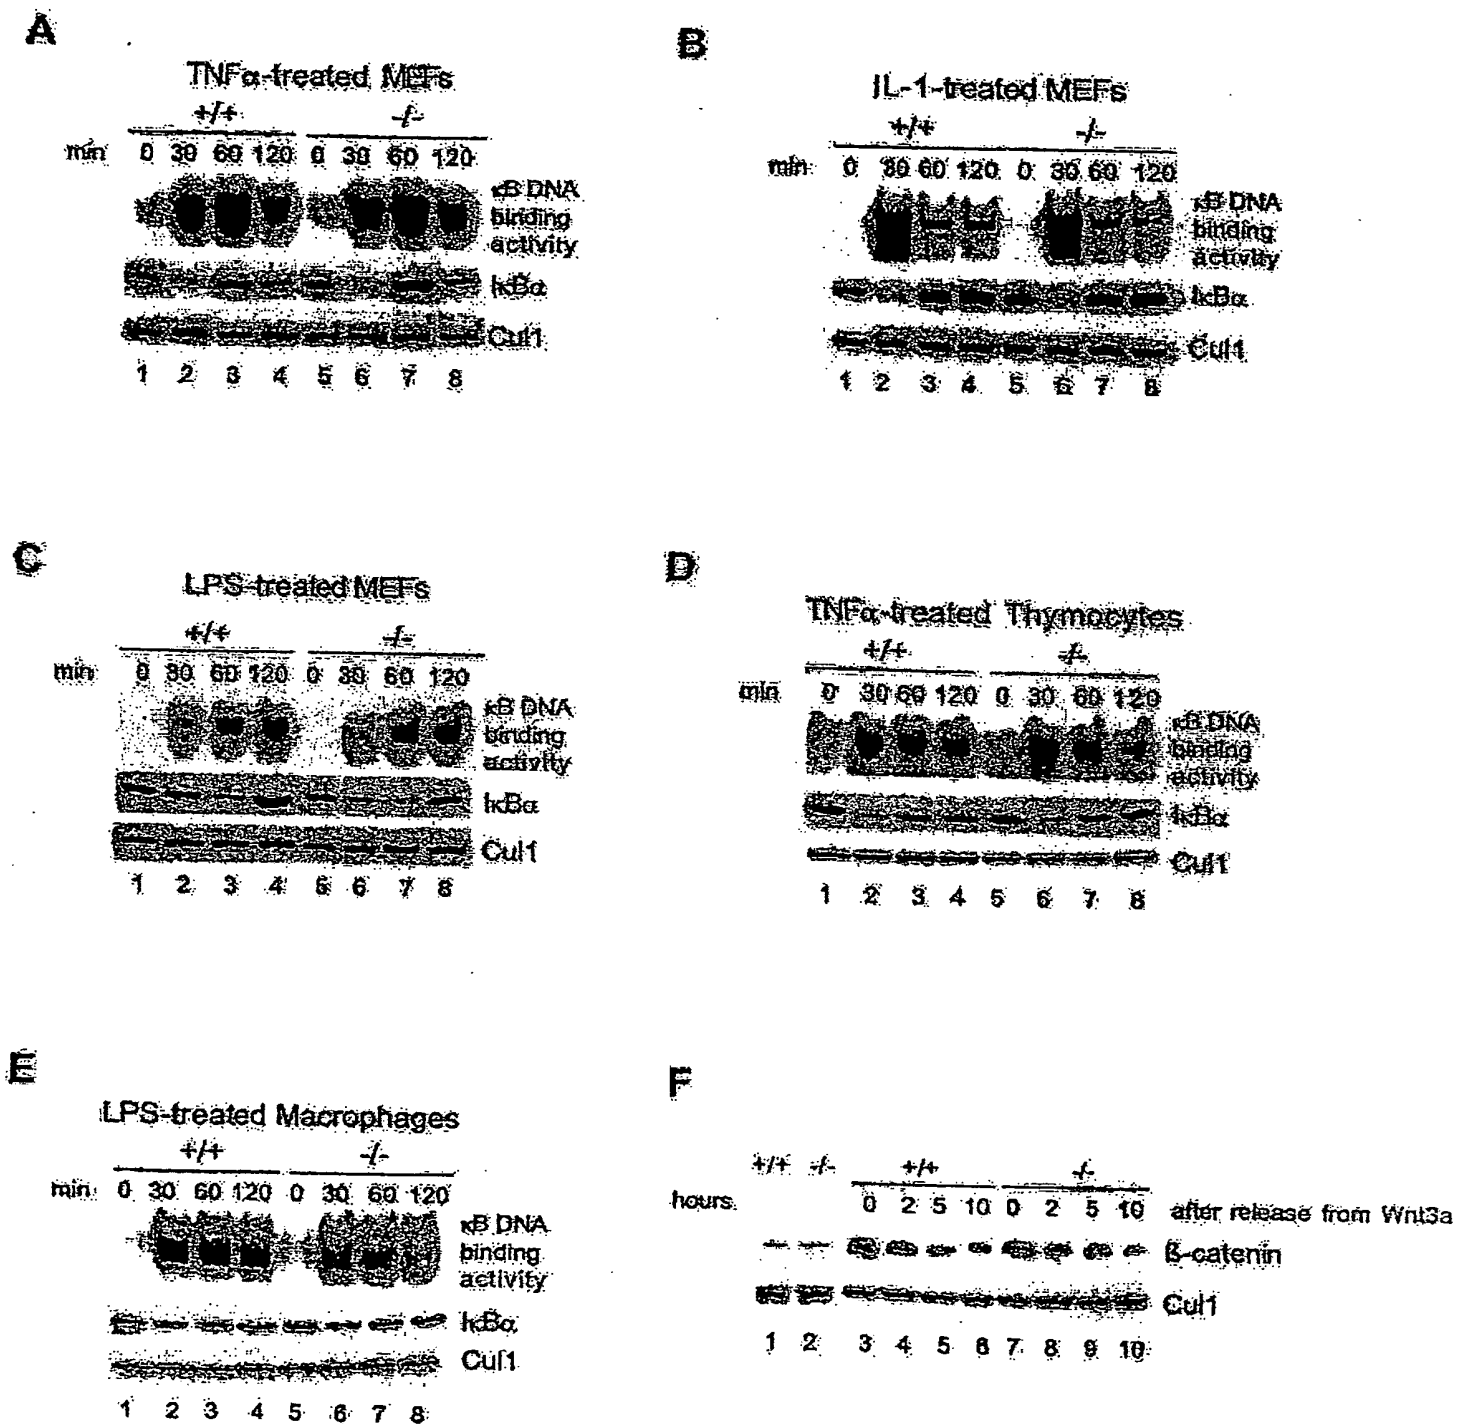 A
TNFα-treated MEFs
+/+ -/-
min 0 30 60 120 0 30 60 120
κB DNA
binding
activity
IκBα
Cul1
1 2 3 4 5 6 7 8
B
IL-1-treated MEFs
+/+ -/-
min 0 30 60 120 0 30 60 120
κB DNA
binding
activity
IκBα
Cul1
1 2 3 4 5 6 7 8
C
LPS-treated MEFs
+/+ -/-
min 0 30 60 120 0 30 60 120
κB DNA
binding
activity
IκBα
Cul1
1 2 3 4 5 6 7 8
D
TNFα-treated Thymocytes
+/+ -/-
min 0 30 60 120 0 30 60 120
κB DNA
binding
activity
IκBα
Cul1
1 2 3 4 5 6 7 8
E
LPS-treated Macrophages
+/+ -/-
min 0 30 60 120 0 30 60 120
κB DNA
binding
activity
IκBα
Cul1
1 2 3 4 5 6 7 8
F
+/+ -/- +/+ -/-
hours 0 2 5 10 0 2 5 10 after release from Wnt3a
ß-catenin
Cul1
1 2 3 4 5 6 7 8 9 10